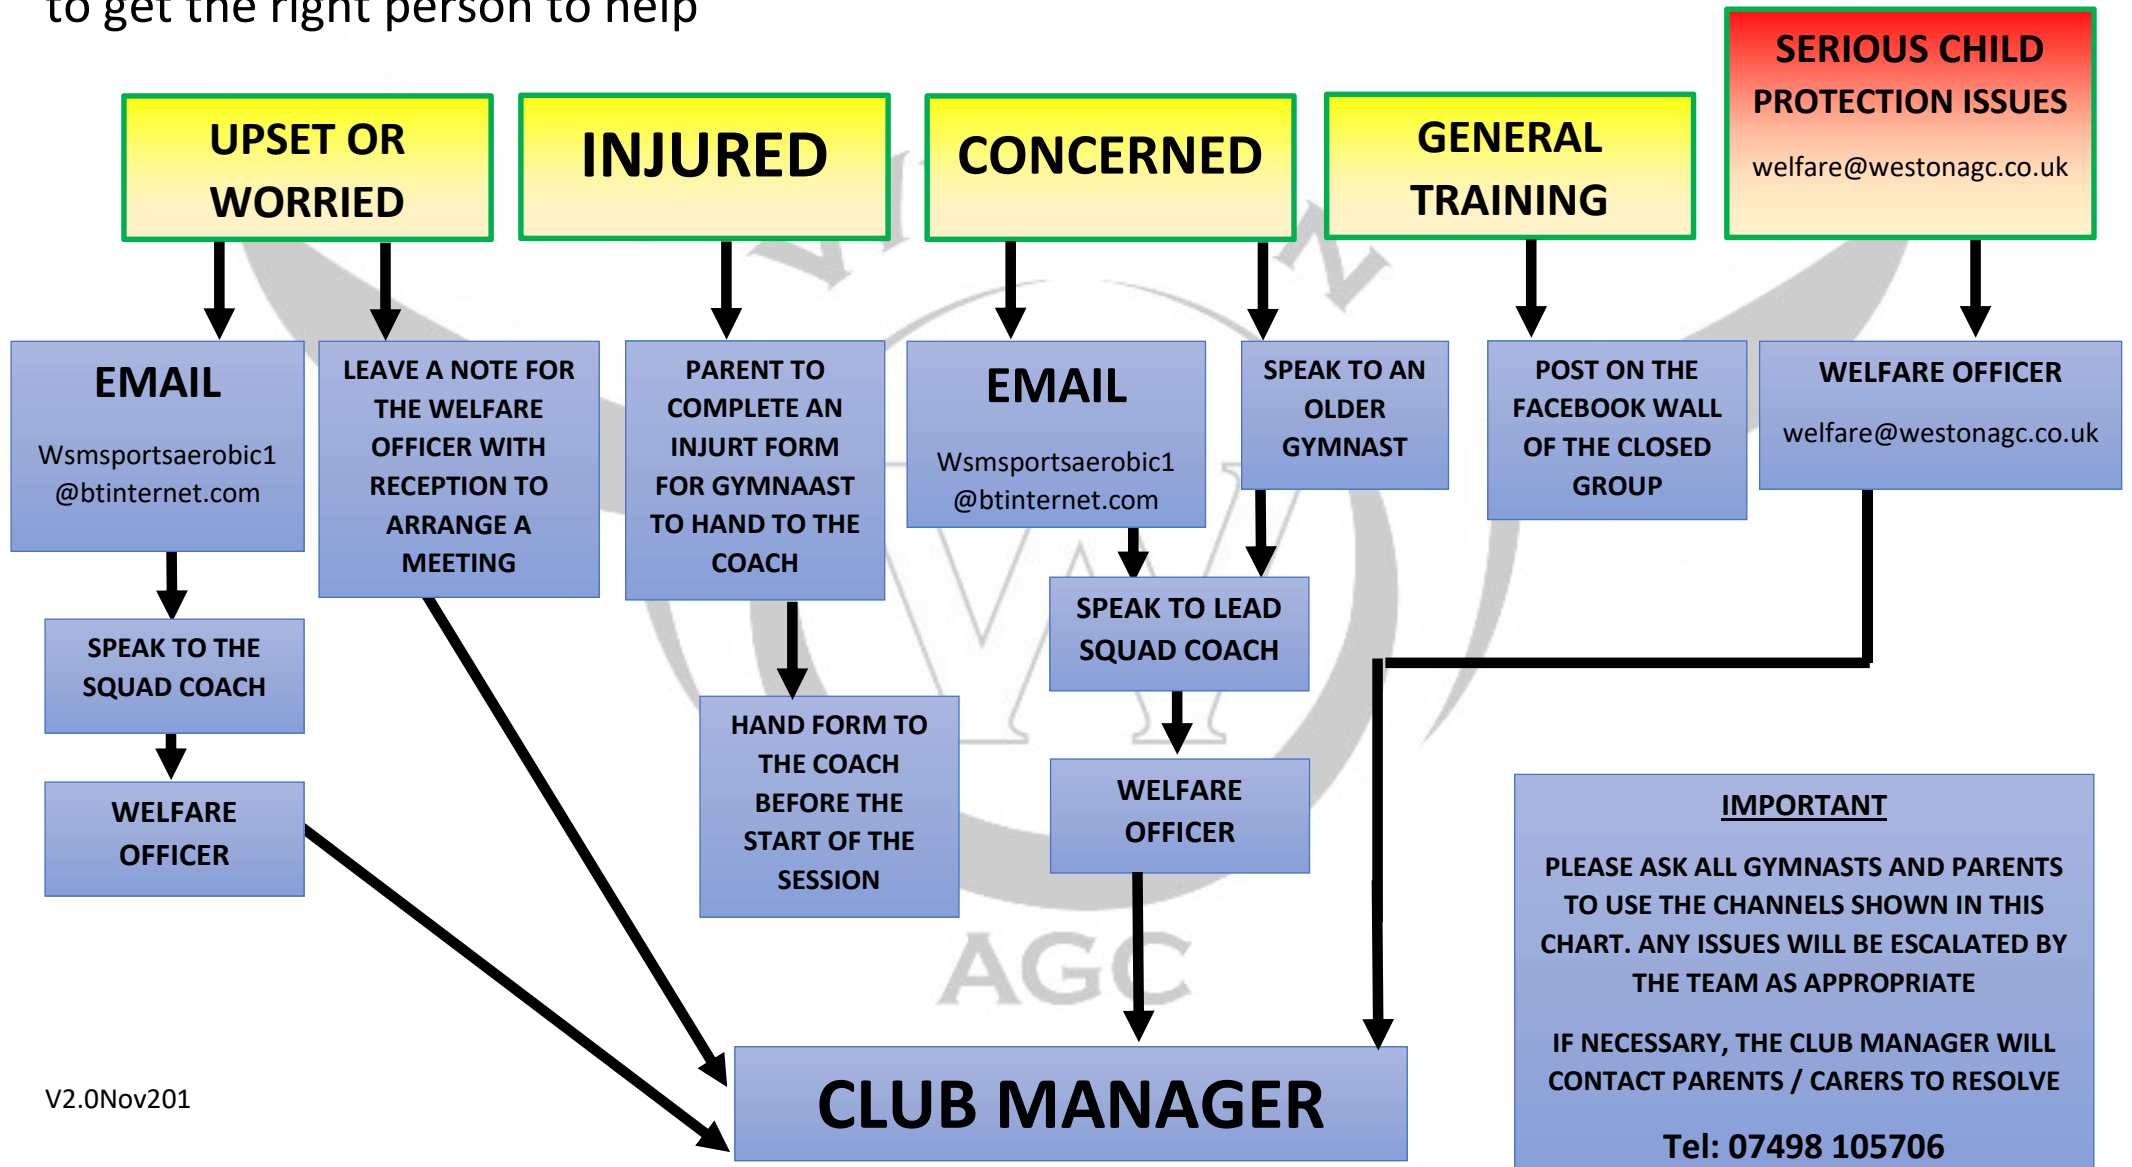 to get the right person to help
SERIOUS CHILD
PROTECTION ISSUES
welfare@westonagc.co.uk
UPSET OR
WORRIED
INJURED
CONCERNED
GENERAL
TRAINING
EMAIL
Wsmsportsaerobic1
@btinternet.com
LEAVE A NOTE FOR
THE WELFARE
OFFICER WITH
RECEPTION TO
ARRANGE A
MEETING
PARENT TO
COMPLETE AN
INJURT FORM
FOR GYMNAAST
TO HAND TO THE
COACH
EMAIL
Wsmsportsaerobic1
@btinternet.com
SPEAK TO AN
OLDER
GYMNAST
POST ON THE
FACEBOOK WALL
OF THE CLOSED
GROUP
WELFARE OFFICER
welfare@westonagc.co.uk
SPEAK TO THE
SQUAD COACH
SPEAK TO LEAD
SQUAD COACH
HAND FORM TO
THE COACH
BEFORE THE
START OF THE
SESSION
WELFARE
OFFICER
WELFARE
OFFICER
IMPORTANT
PLEASE ASK ALL GYMNASTS AND PARENTS
TO USE THE CHANNELS SHOWN IN THIS
CHART. ANY ISSUES WILL BE ESCALATED BY
THE TEAM AS APPROPRIATE
IF NECESSARY, THE CLUB MANAGER WILL
CONTACT PARENTS / CARERS TO RESOLVE
Tel: 07498 105706
W
AGC
CLUB MANAGER
V2.0Nov201